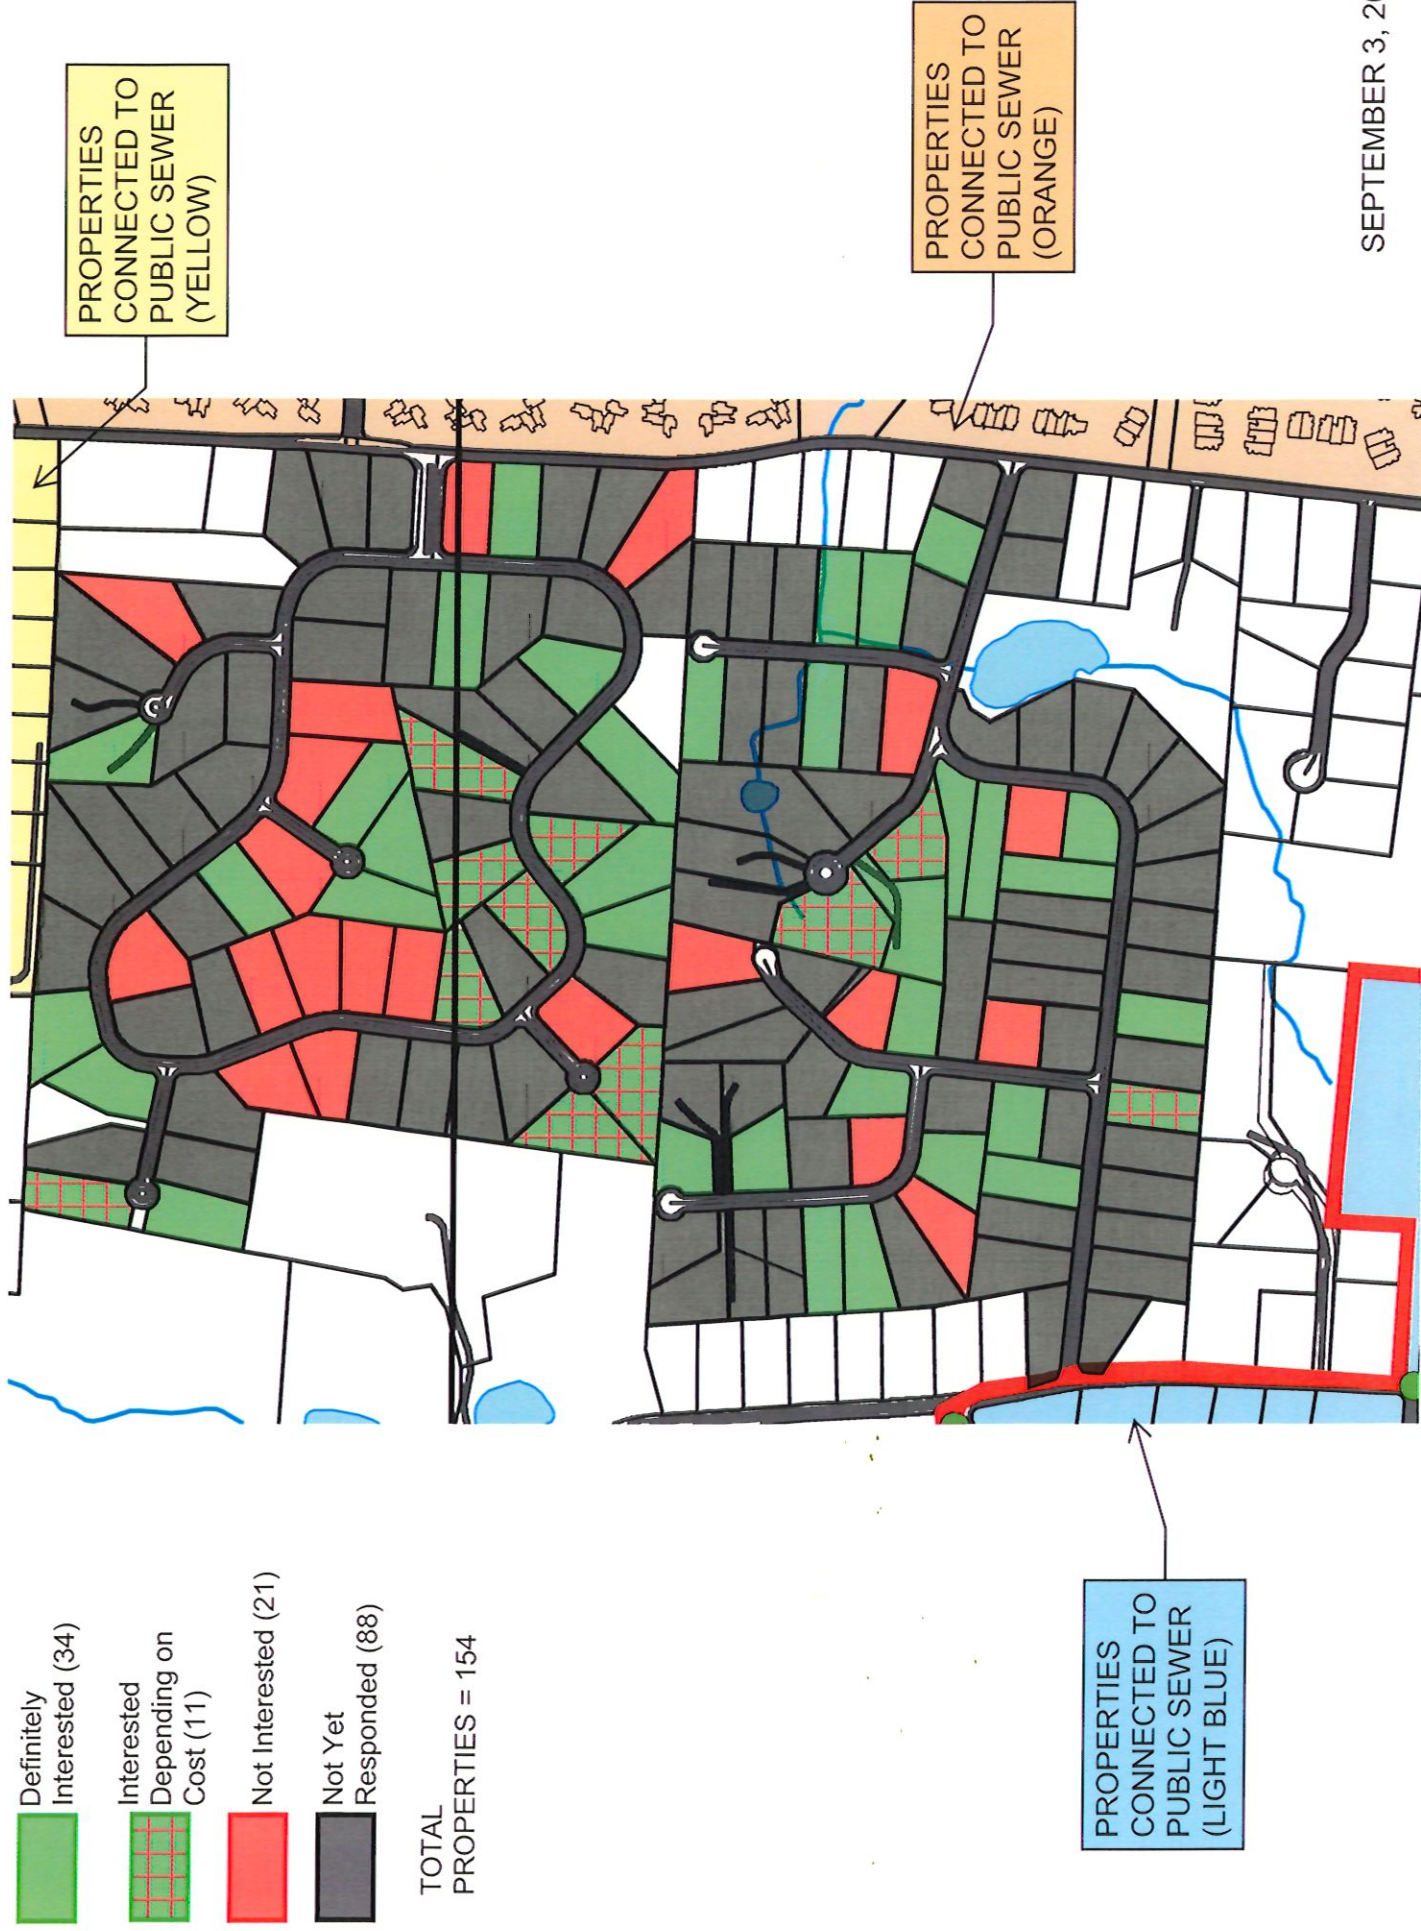 Definitely
Interested (34)
Interested
Depending on
Cost (11)
Not Interested (21)
Not Yet
Responded (88)
TOTAL
PROPERTIES = 154
PROPERTIES
CONNECTED TO
PUBLIC SEWER
(YELLOW)
PROPERTIES
CONNECTED TO
PUBLIC SEWER
(ORANGE)
PROPERTIES
CONNECTED TO
PUBLIC SEWER
(LIGHT BLUE)
SEPTEMBER 3,